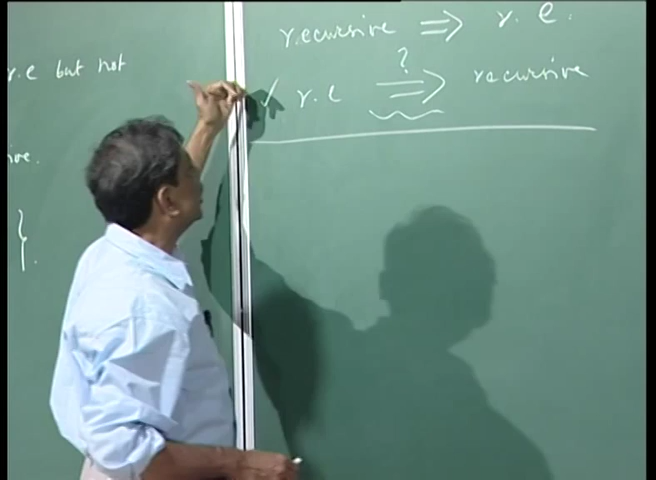 r.e but not
ive.
}.
recursive ⟹ r.e.
?
✓ r.e ⟹ recursive